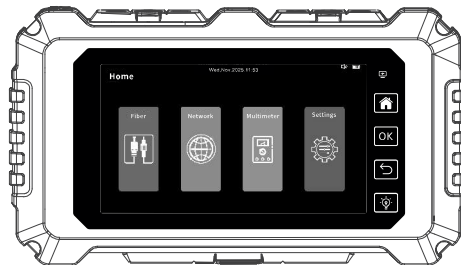 Wed,Nov,2025 11:53
Home
Fiber
Network
Multimeter
Settings
OK